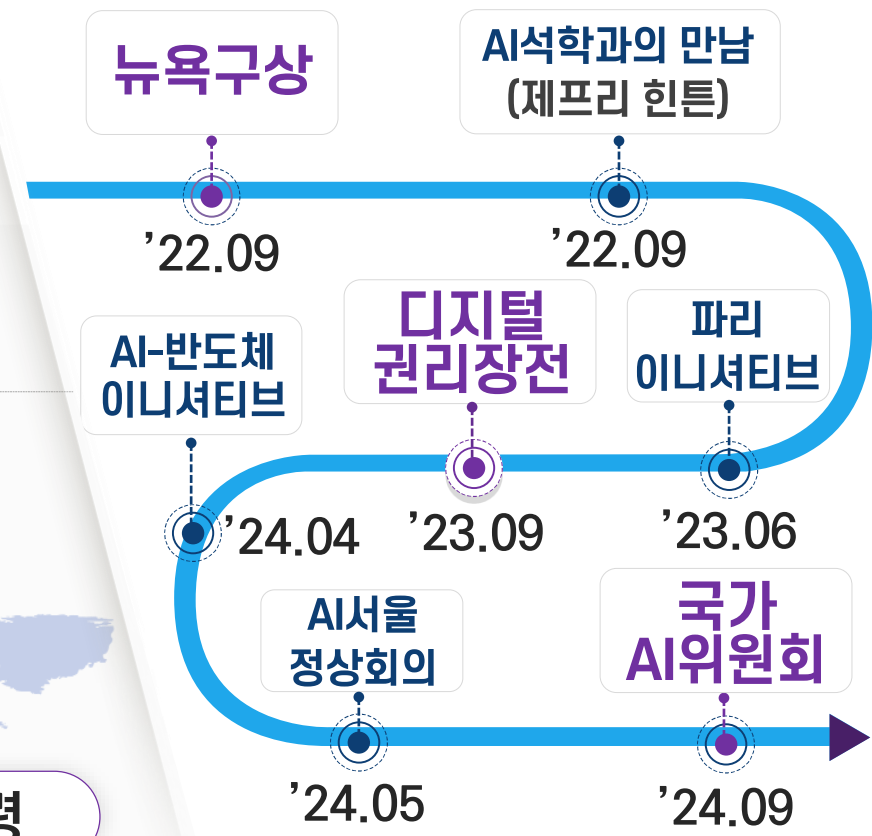 뉴욕구상
AI석학과의 만남
(제프리 힌튼)
’22.09
’22.09
파리
이니셔티브
’23.06
디지털
권리장전
’23.09
AI-반도체
이니셔티브
’24.04
AI서울
정상회의
’24.05
국가
AI위원회
’24.09
령